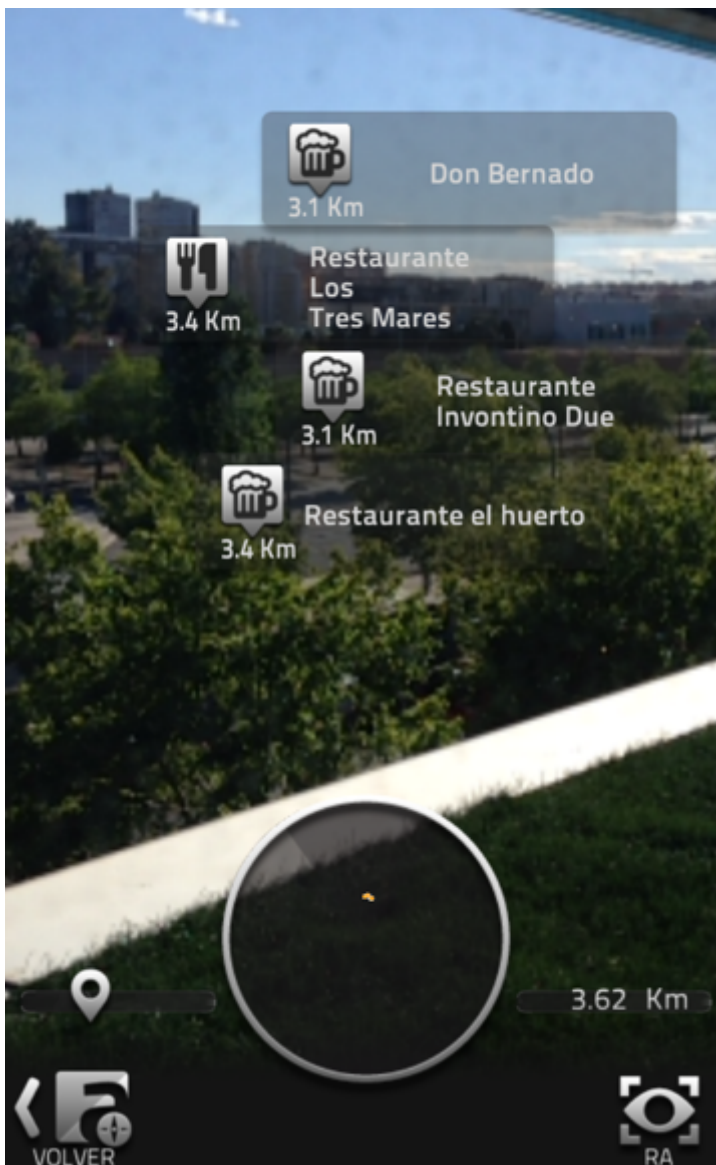 Don Bernado
3.1 Km
Restaurante
Los
Tres Mares
3.4 Km
Restaurante
Invontino Due
3.1 Km
Restaurante el huerto
3.4 Km
3.62 Km
VOLVER
RA